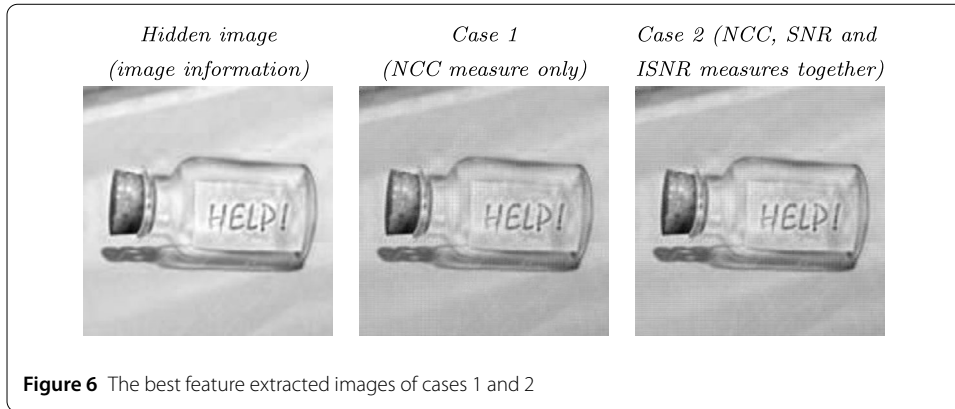 Hidden image
(image information)
Case 1
(NCC measure only)
Case 2 (NCC, SNR and
ISNR measures together)
HELP!
HELP!
HELP!
Figure 6 The best feature extracted images of cases 1 and 2